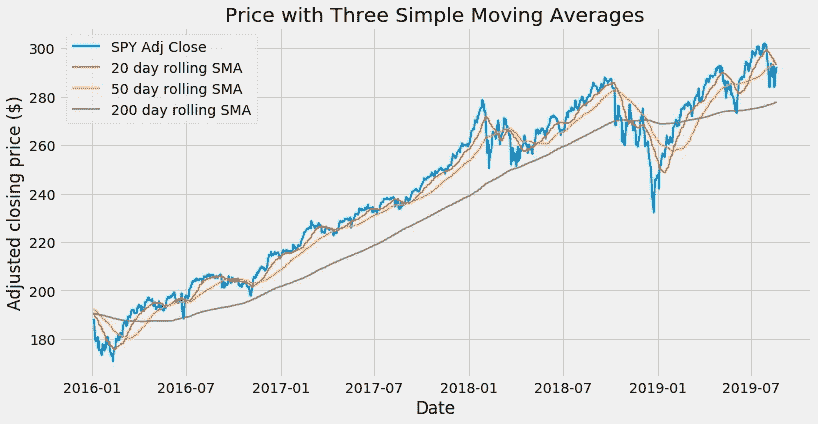 Price with Three Simple Moving Averages
SPY Adj Close
20 day rolling SMA
50 day rolling SMA
200 day rolling SMA
Adjusted closing price ($)
300
280
260
240
220
200
180
2016-01 2016-07 2017-01 2017-07 2018-01 2018-07 2019-01 2019-07
Date